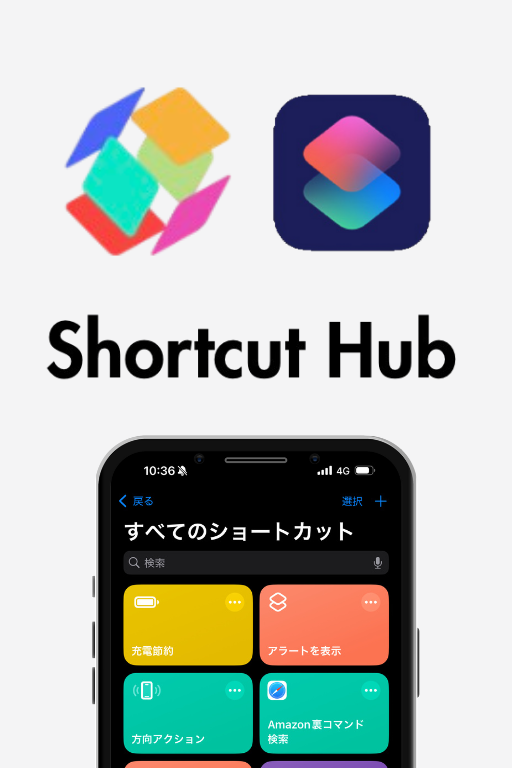 Shortcut Hub
10:36 4G
戻る 選択
すべてのショートカット
検索
充電節約 アラートを表示
方向アクション Amazon裏コマンド
検索